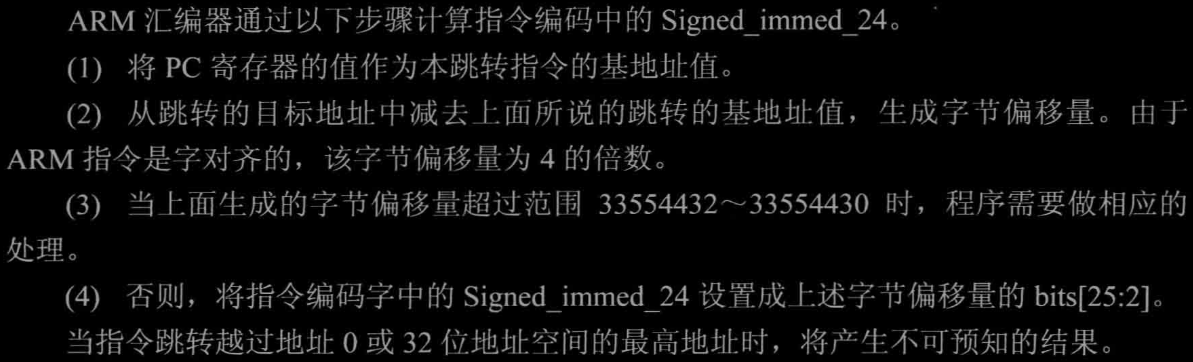 ARM 汇编器通过以下步骤计算指令编码中的 Signed_immed_24。
(1) 将 PC 寄存器的值作为本跳转指令的基地址值。
(2) 从跳转的目标地址中减去上面所说的跳转的基地址值，生成字节偏移量。由于
ARM 指令是字对齐的，该字节偏移量为 4 的倍数。
(3) 当上面生成的字节偏移量超过范围 33554432～33554430 时，程序需要做相应的
处理。
(4) 否则，将指令编码字中的 Signed_immed_24 设置成上述字节偏移量的 bits[25:2]。
当指令跳转越过地址 0 或 32 位地址空间的最高地址时，将产生不可预知的结果。